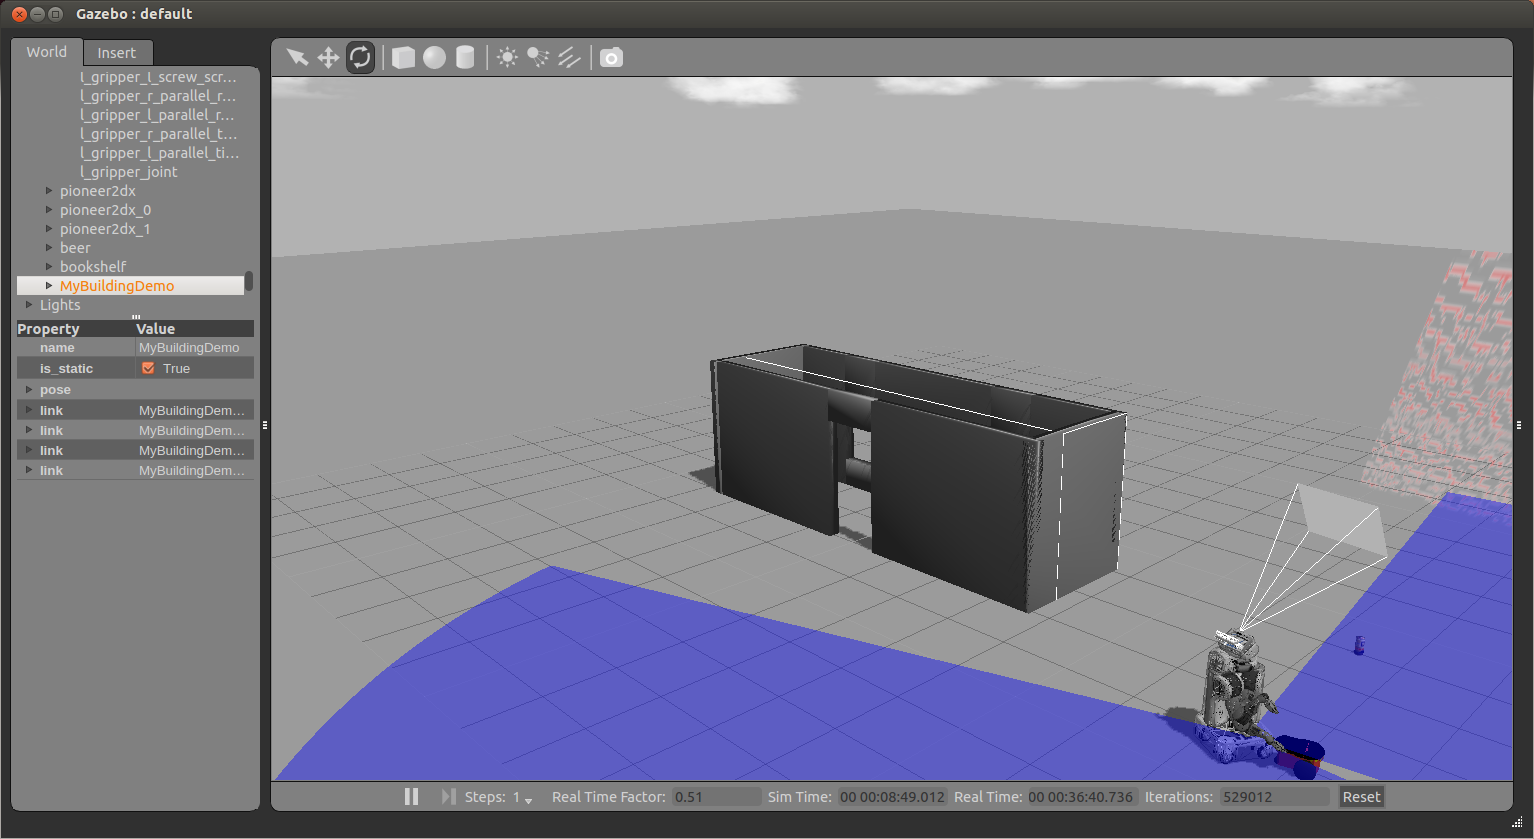 Gazebo : default
World Insert
l_gripper_l_screw_scr...
l_gripper_r_parallel_r...
l_gripper_l_parallel_r...
l_gripper_r_parallel_t...
l_gripper_l_parallel_ti...
l_gripper_joint
pioneer2dx
pioneer2dx_0
pioneer2dx_1
beer
bookshelf
MyBuildingDemo
Lights
Property Value
name MyBuildingDemo
is_static True
pose
link MyBuildingDem...
link MyBuildingDem...
link MyBuildingDem...
link MyBuildingDem...
Steps: 1 Real Time Factor: 0.51 Sim Time: 00 00:08:49.012 Real Time: 00 00:36:40.736 Iterations: 529012 Reset